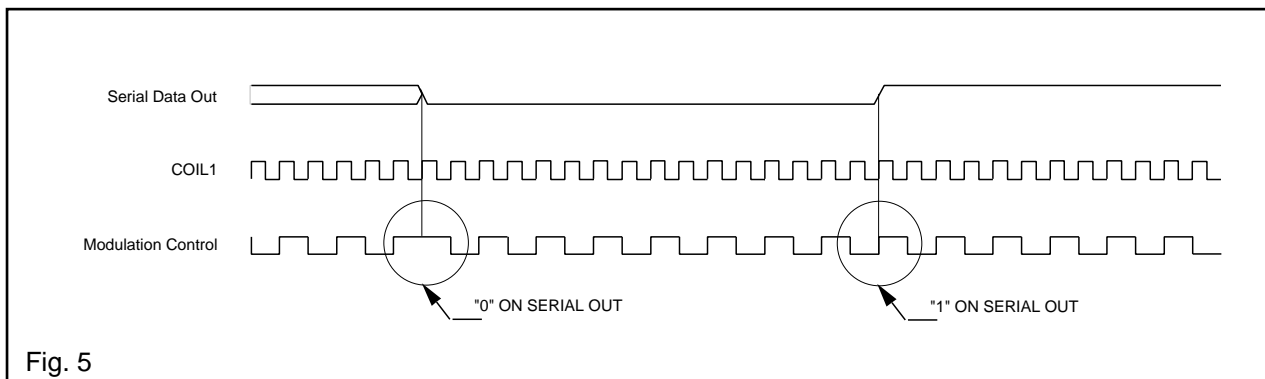 Serial Data Out
COIL1
Modulation Control
"0" ON SERIAL OUT
"1" ON SERIAL OUT
Fig. 5